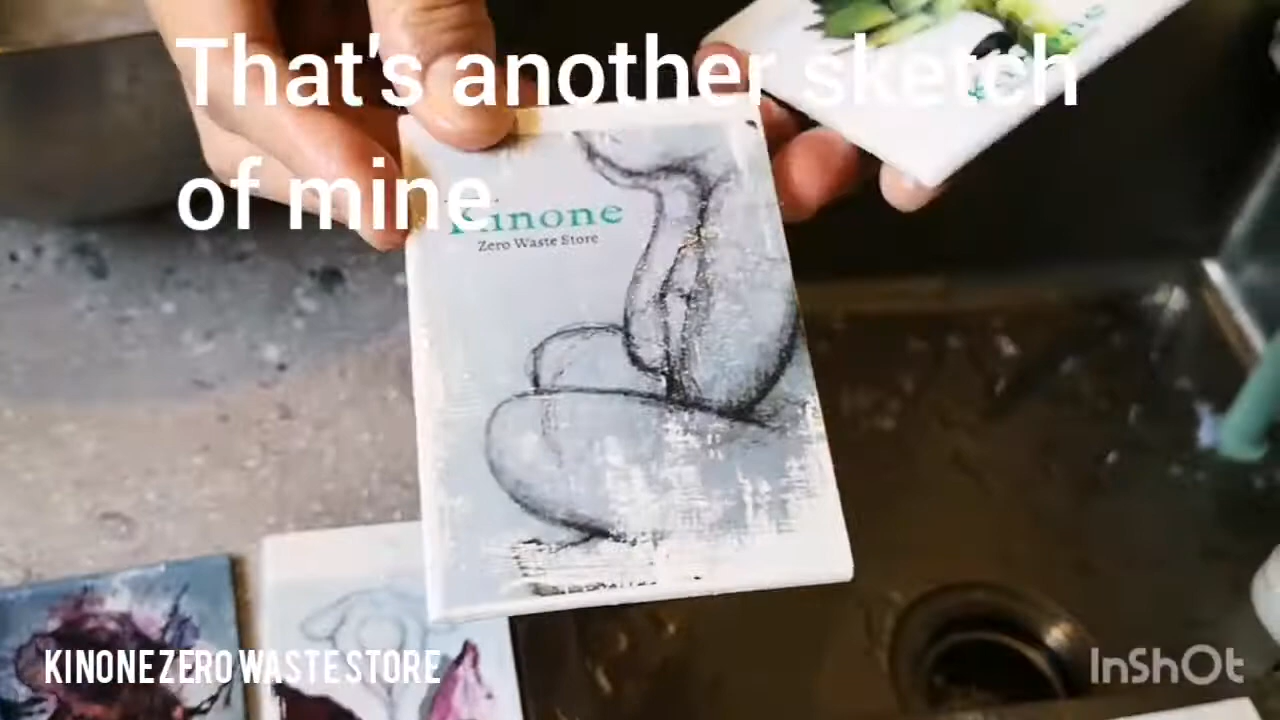 That's another sketch
of mine
Kinone
Zero Waste Store
KINONE ZERO WASTE STORE
InShOt